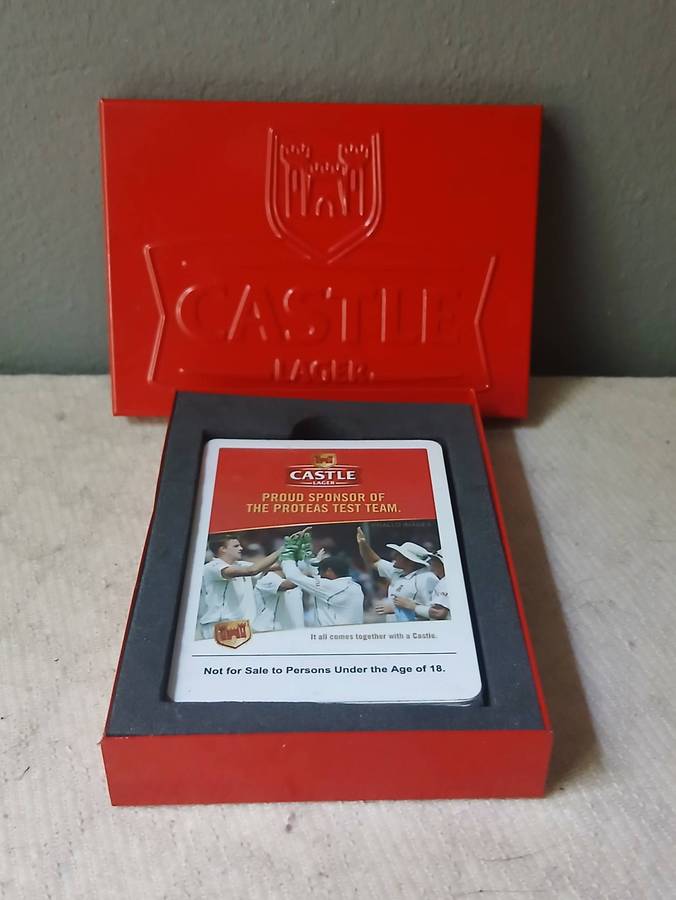 CASTLE
LAGER
CASTLE
LAGER
PROUD SPONSOR OF
THE PROTEAS TEST TEAM.
It all comes together with a Castle.
Not for Sale to Persons Under the Age of 18.